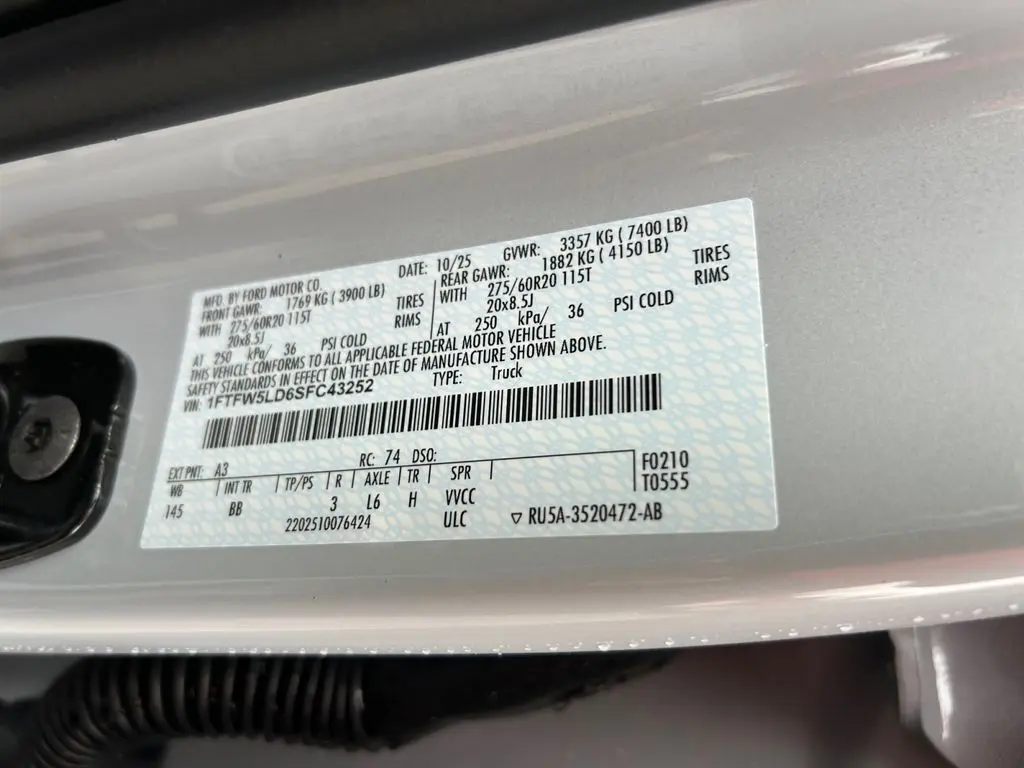 MFD. BY FORD MOTOR CO. DATE: 10/25 GVWR: 3357 KG ( 7400 LB)
FRONT GAWR: 1769 KG ( 3900 LB) REAR GAWR: 1882 KG ( 4150 LB)
WITH 275/60R20 115T TIRES WITH 275/60R20 115T TIRES
20x8.5J RIMS 20x8.5J RIMS
AT 250 kPa/ 36 PSI COLD AT 250 kPa/ 36 PSI COLD
THIS VEHICLE CONFORMS TO ALL APPLICABLE FEDERAL MOTOR VEHICLE
SAFETY STANDARDS IN EFFECT ON THE DATE OF MANUFACTURE SHOWN ABOVE.
VIN: 1FTFW5LD6SFC43252 TYPE: Truck
EXT PNT: A3 RC: 74 DSO: F0210
WB INT TR TP/PS R AXLE TR SPR T0555
145 BB 3 L6 H VVCC
2202510076424 ULC ▽ RU5A-3520472-AB